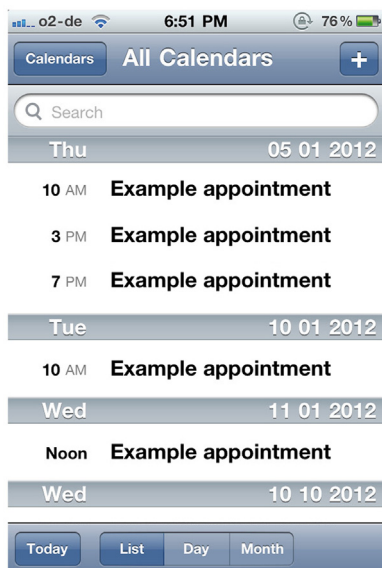 o2-de 6:51 PM 76%
Calendars All Calendars +
Search
Thu 05 01 2012
10 AM Example appointment
3 PM Example appointment
7 PM Example appointment
Tue 10 01 2012
10 AM Example appointment
Wed 11 01 2012
Noon Example appointment
Wed 10 10 2012
Today List Day Month